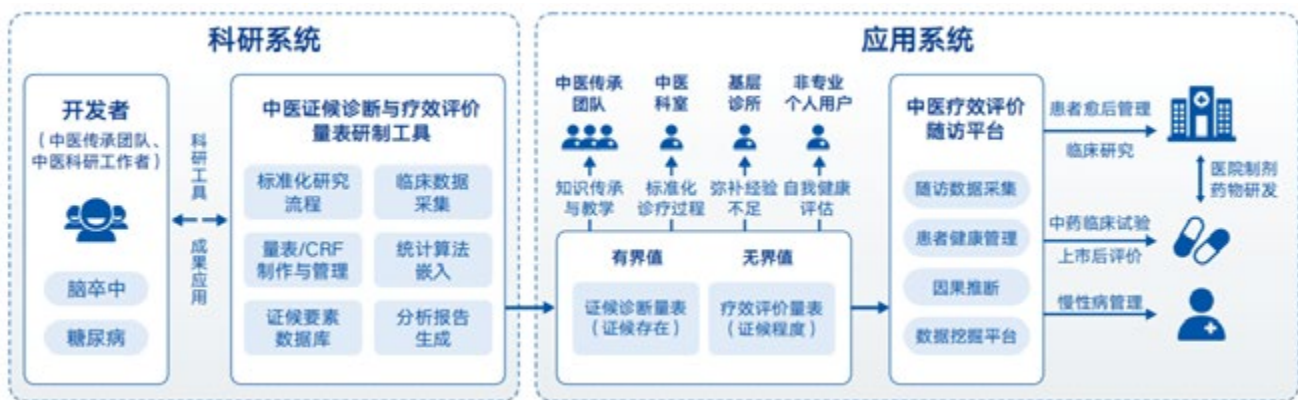 科研系统
开发者
(中医传承团队、
中医科研工作者)
脑卒中
糖尿病
科研工具
成果应用
中医证候诊断与疗效评价
量表研制工具
标准化研究
流程
临床数据
采集
量表/CRF
制作与管理
统计算法
嵌入
证候要素
数据库
分析报告
生成
应用系统
中医传承
团队
中医
科室
基层
诊所
非专业
个人用户
知识传承
与教学
标准化
诊疗过程
弥补经验
不足
自我健康
评估
有界值
无界值
证候诊断量表
(证候存在)
疗效评价量表
(证候程度)
中医疗效评价
随访平台
随访数据采集
患者健康管理
因果推断
数据挖掘平台
患者愈后管理
临床研究
医院制剂
药物研发
中药临床试验
上市后评价
慢性病管理